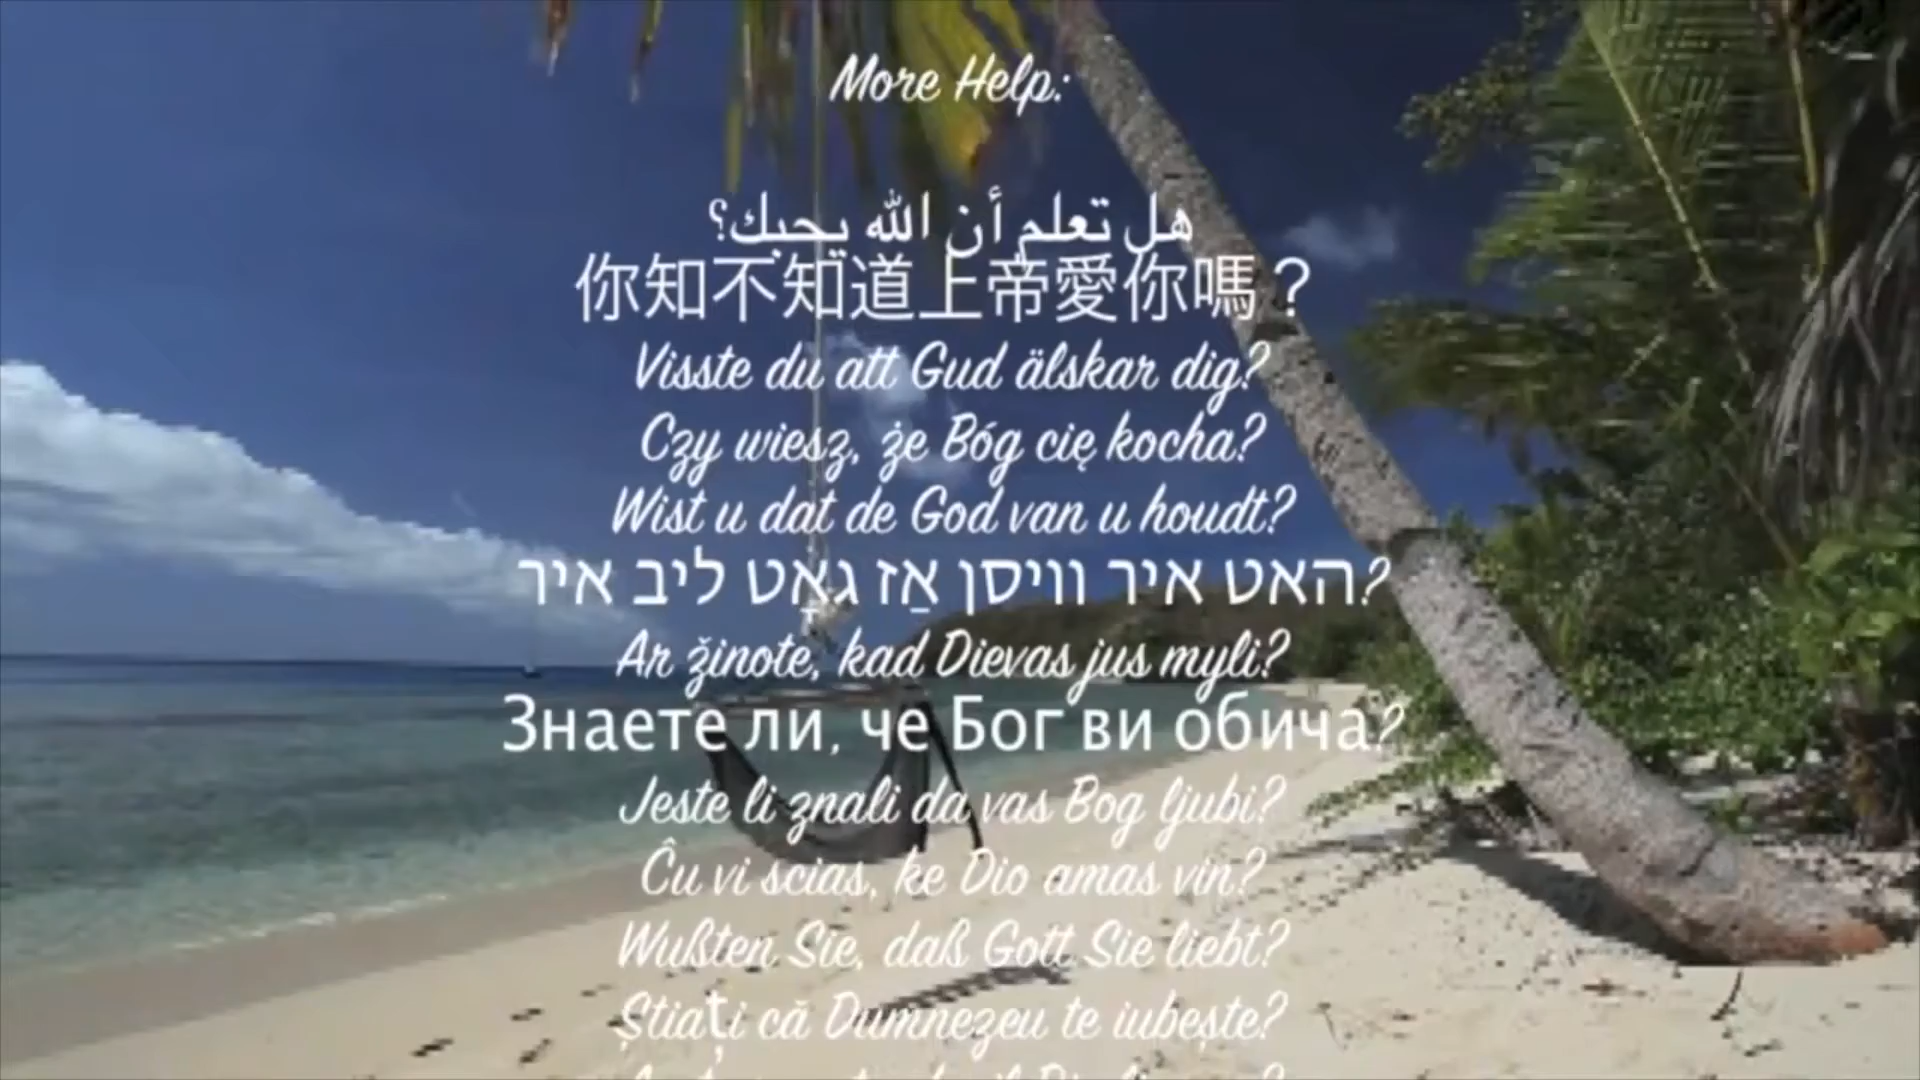 More Help:
هل تعلم أن الله يحبك؟
你知不知道上帝愛你嗎？
Visste du att Gud älskar dig?
Czy wiesz, że Bóg cię kocha?
Wist u dat de God van u houdt?
האט איר וויסן אַז גאָט ליב איר?
Ar žinote, kad Dievas jus myli?
Знаете ли, че Бог ви обича?
Jeste li znali da vas Bog ljubi?
Ĉu vi scias, ke Dio amas vin?
Wußten Sie, daß Gott Sie liebt?
Știați că Dumnezeu te iubește?